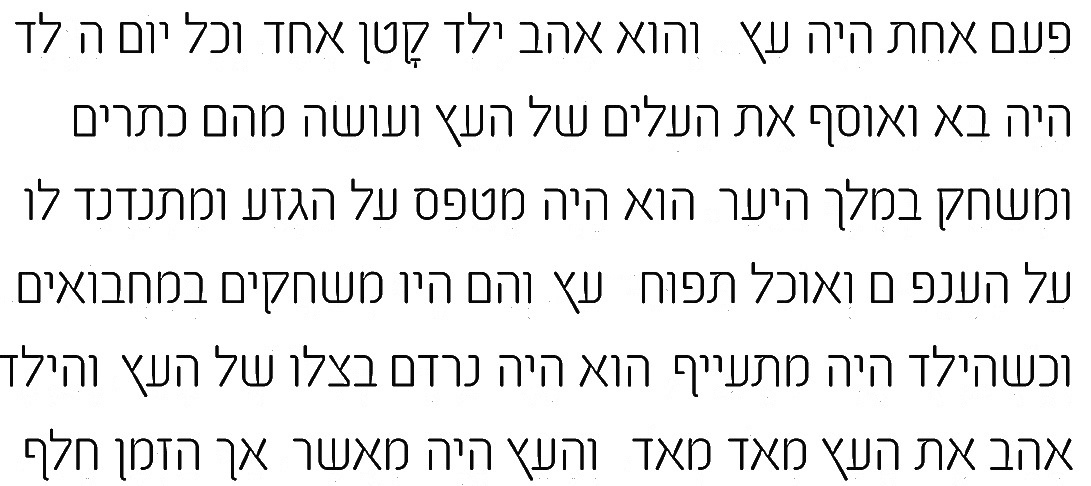 פעם אחת היה עץ והוא אהב ילד קָטן אחד וכל יום ה לד
היה בא ואוסף את העלים של העץ ועושה מהם כתרים
ומשחק במלך היער הוא היה מטפס על הגזע ומתנדנד לו
על הענפ ם ואוכל תפוח עץ והם היו משחקים במחבואים
וכשהילד היה מתעייף הוא היה נרדם בצלו של העץ והילד
אהב את העץ מאד מאד והעץ היה מאשר אך הזמן חלף